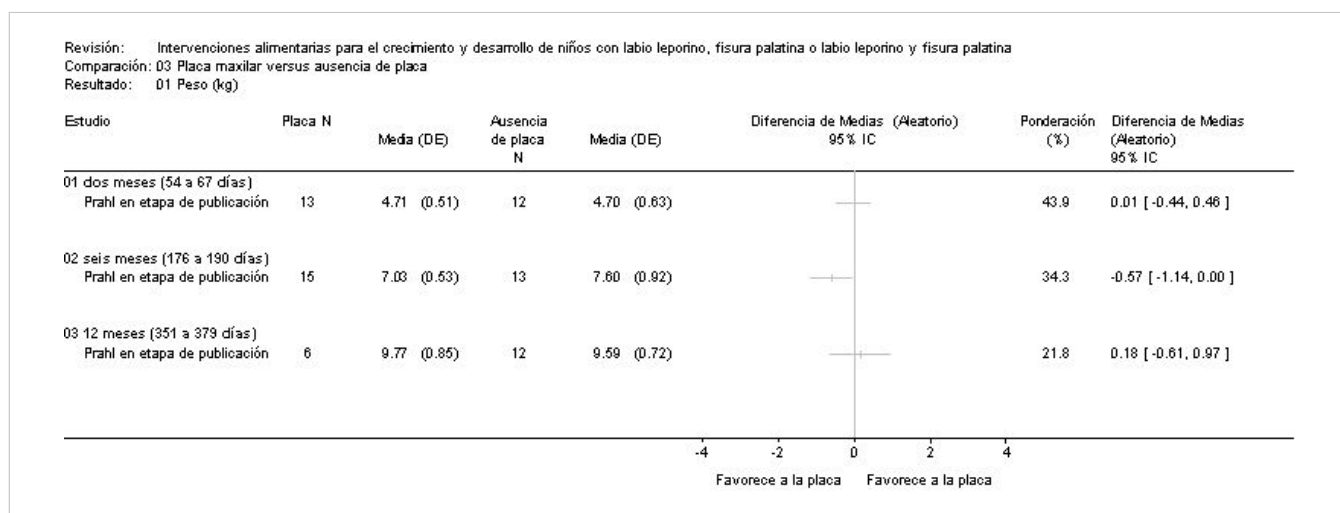 Revisión: Intervenciones alimentarias para el crecimiento y desarrollo de niños con labio leporino, fisura palatina o labio leporino y fisura palatina
Comparación: 03 Placa maxilar versus ausencia de placa
Resultado: 01 Peso (kg)
Estudio Placa N Media (DE) Ausencia de placa N Media (DE) Diferencia de Medias (Aleatorio) 95% IC Ponderación (%) Diferencia de Medias (Aleatorio) 95% IC
01 dos meses (54 a 67 días)
Prahl en etapa de publicación 13 4.71 (0.51) 12 4.70 (0.63) 43.9 0.01 [ -0.44, 0.46 ]
02 seis meses (176 a 190 días)
Prahl en etapa de publicación 15 7.03 (0.53) 13 7.60 (0.92) 34.3 -0.57 [ -1.14, 0.00 ]
03 12 meses (351 a 379 días)
Prahl en etapa de publicación 6 9.77 (0.85) 12 9.59 (0.72) 21.8 0.18 [ -0.61, 0.97 ]
-4 -2 0 2 4
Favorece a la placa Favorece a la placa